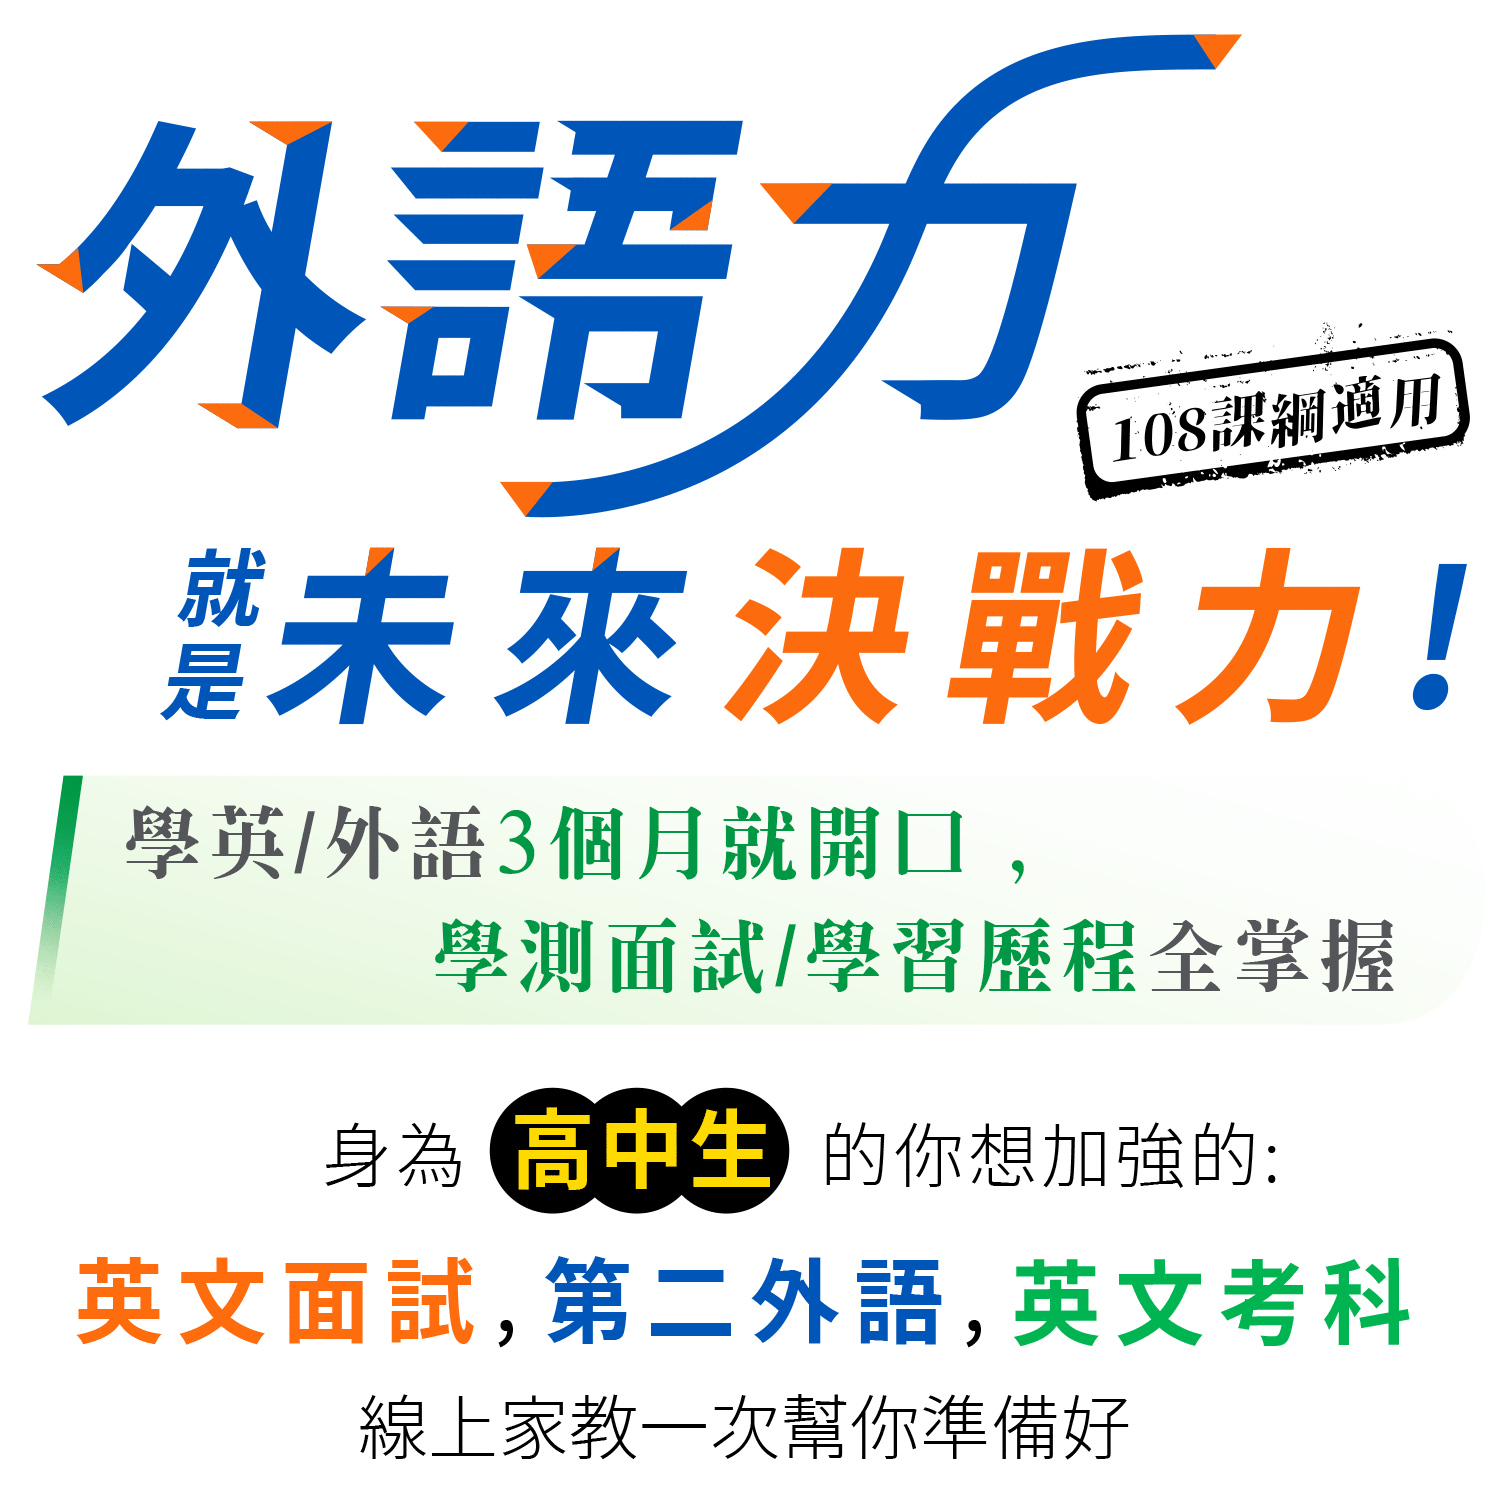 外語力
108課綱適用
就是未來決戰力！
學英/外語3個月就開口，
學測面試/學習歷程全掌握
身為高中生的你想加強的:
英文面試,第二外語,英文考科
線上家教一次幫你準備好